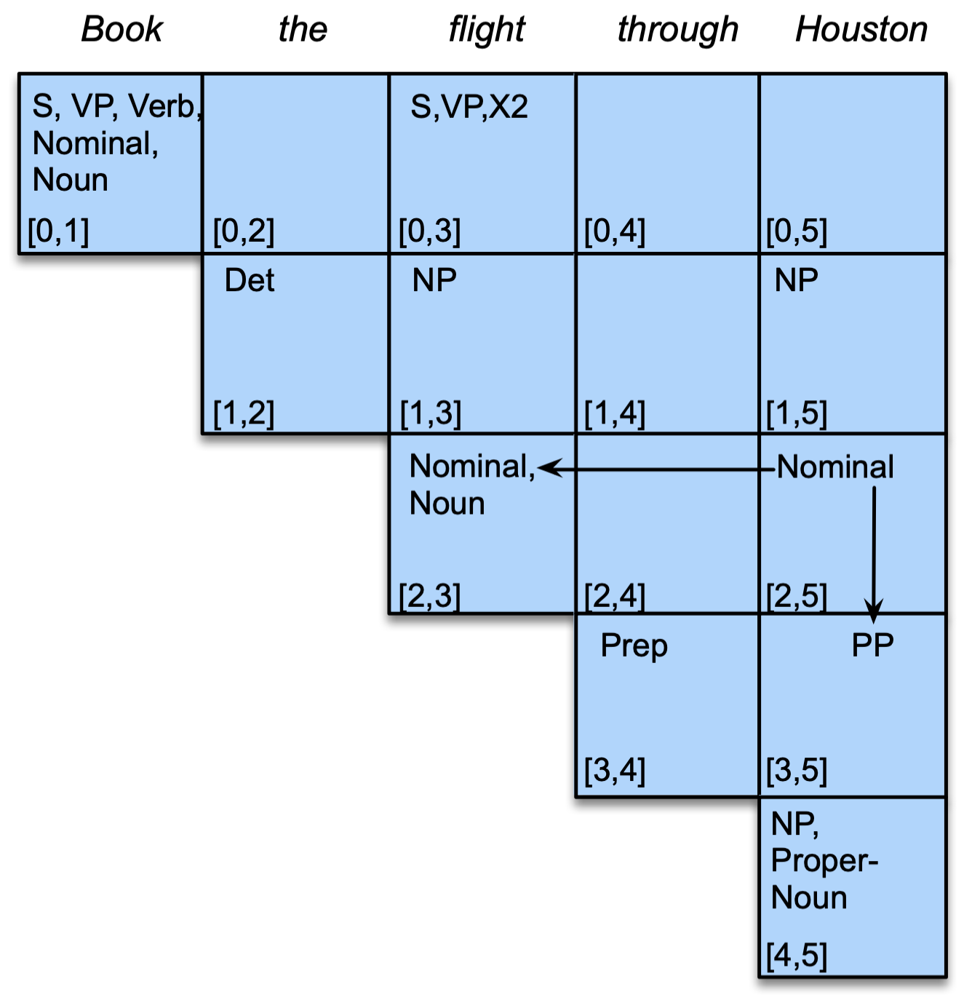 Book the flight through Houston
S, VP, Verb,
Nominal,
Noun
S,VP,X2
[0,1] [0,2] [0,3] [0,4] [0,5]
Det NP NP
[1,2] [1,3] [1,4] [1,5]
Nominal,
Noun
Nominal
[2,3] [2,4] [2,5]
Prep PP
[3,4] [3,5]
NP,
Proper-
Noun
[4,5]